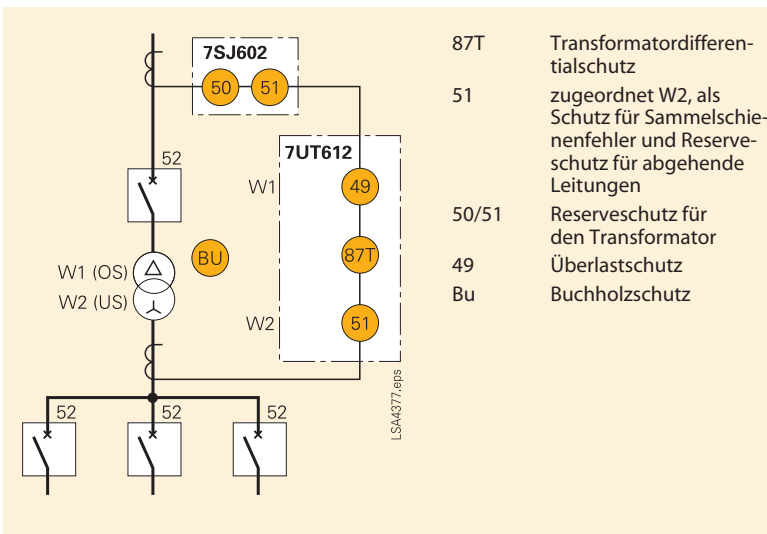 7SJ602
50
51
52
7UT612
W1
49
87T
W2
51
BU
W1 (OS)
W2 (US)
LSA4377.eps
52
52
52
87T Transformatordifferen-
tialschutz
51 zugeordnet W2, als
Schutz für Sammelschie-
nenfehler und Reserve-
schutz für abgehende
Leitungen
50/51 Reserveschutz für
den Transformator
49 Überlastschutz
Bu Buchholzschutz